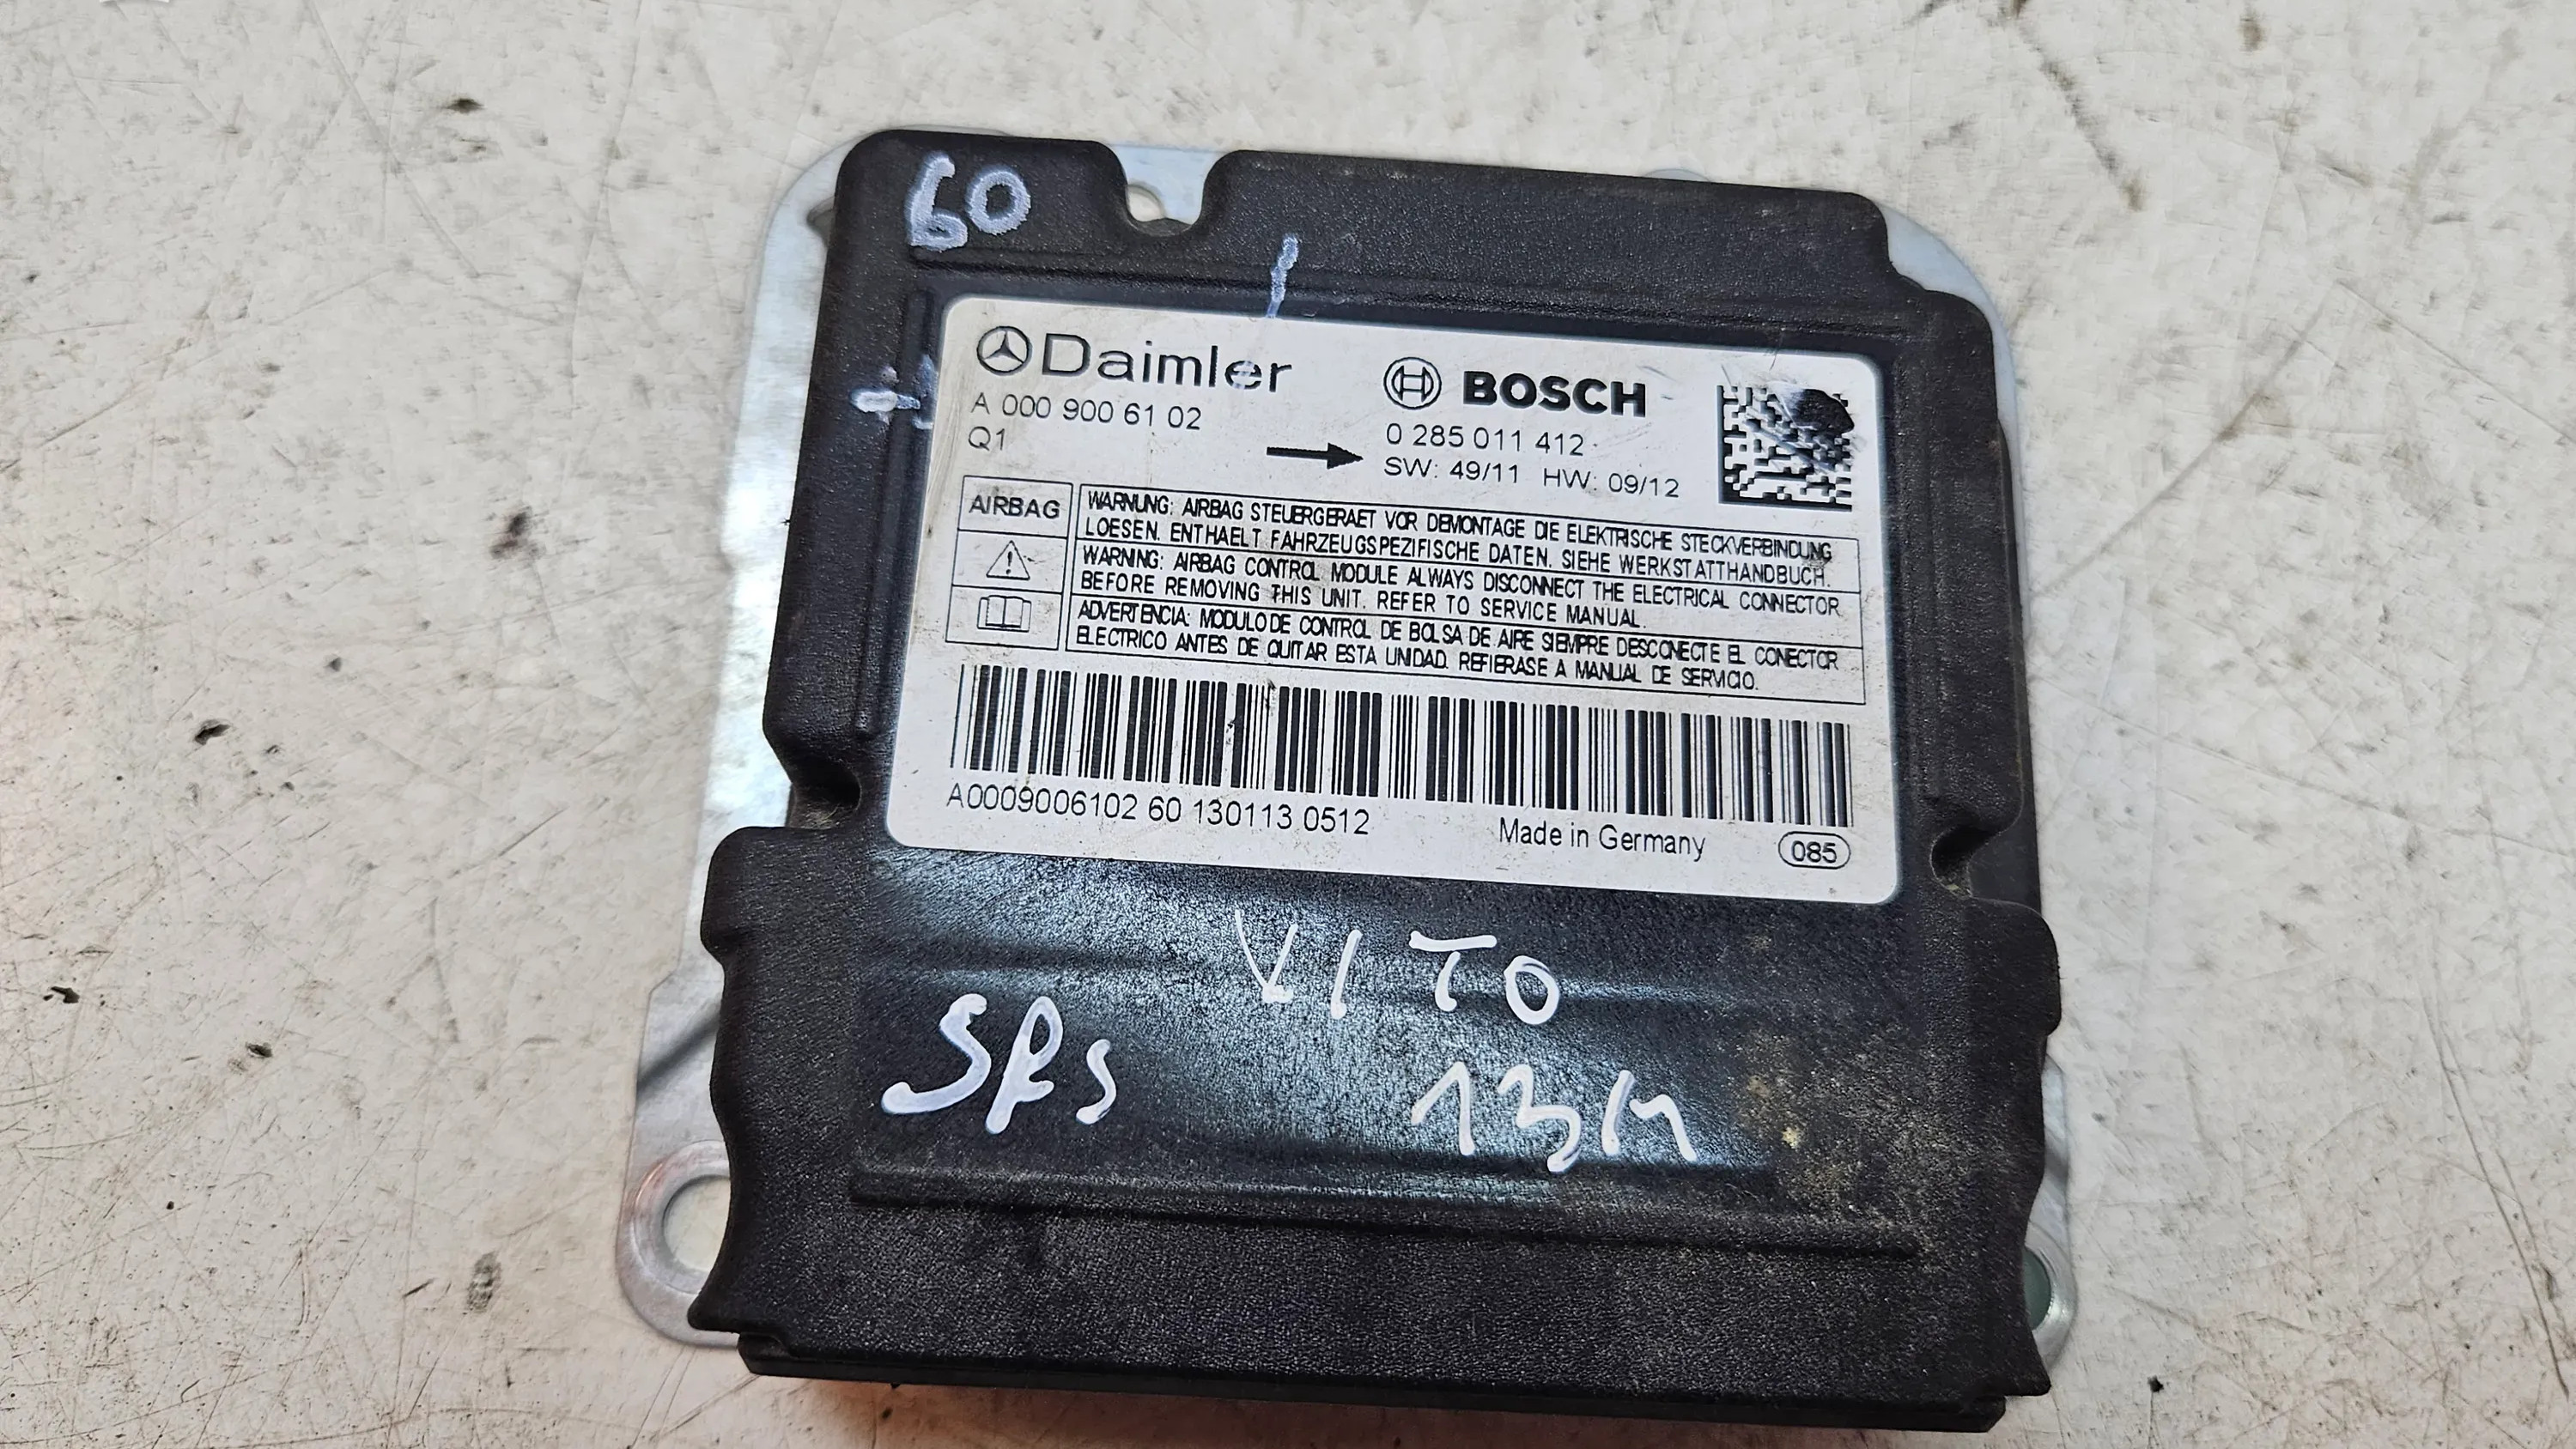 60
Daimler
A 000 900 61 02
Q1
BOSCH
0 285 011 412
SW: 49/11 HW: 09/12
AIRBAG
WARNUNG: AIRBAG STEUERGERAET VOR DEMONTAGE DIE ELEKTRISCHE STECKVERBINDUNG
LOESEN. ENTHAELT FAHRZEUGSPEZIFISCHE DATEN. SIEHE WERKSTATTHANDBUCH.
WARNING: AIRBAG CONTROL MODULE ALWAYS DISCONNECT THE ELECTRICAL CONNECTOR
BEFORE REMOVING THIS UNIT. REFER TO SERVICE MANUAL.
ADVERTENCIA: MODULO DE CONTROL DE BOLSA DE AIRE SIEMPRE DESCONECTE EL CONECTOR
ELECTRICO ANTES DE QUITAR ESTA UNIDAD. REFIERASE A MANUAL DE SERVICIO.
A0009006102 60 130113 0512
Made in Germany
085
VITO
SRS